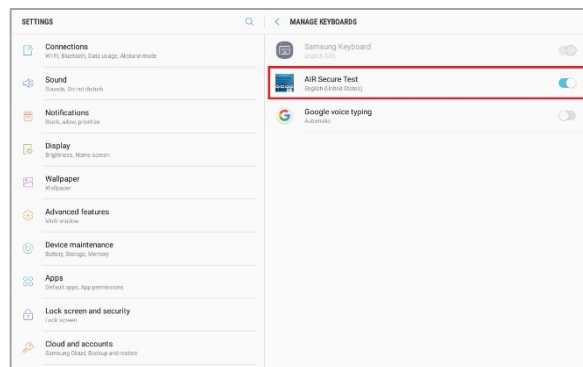 SETTINGS
Connections
Wi-Fi, Bluetooth, Data usage, Airplane mode
Sound
Sounds, Do not disturb
Notifications
Block, allow, prioritize
Display
Brightness, Home screen
Wallpaper
Wallpaper
Advanced features
Multi window
Device maintenance
Battery, Storage, Memory
Apps
Default apps, App permissions
Lock screen and security
Lock screen
Cloud and accounts
Samsung Cloud, Backup and restore
MANAGE KEYBOARDS
Samsung Keyboard
English (US)
AIR Secure Test
English (United States)
Google voice typing
Automatic